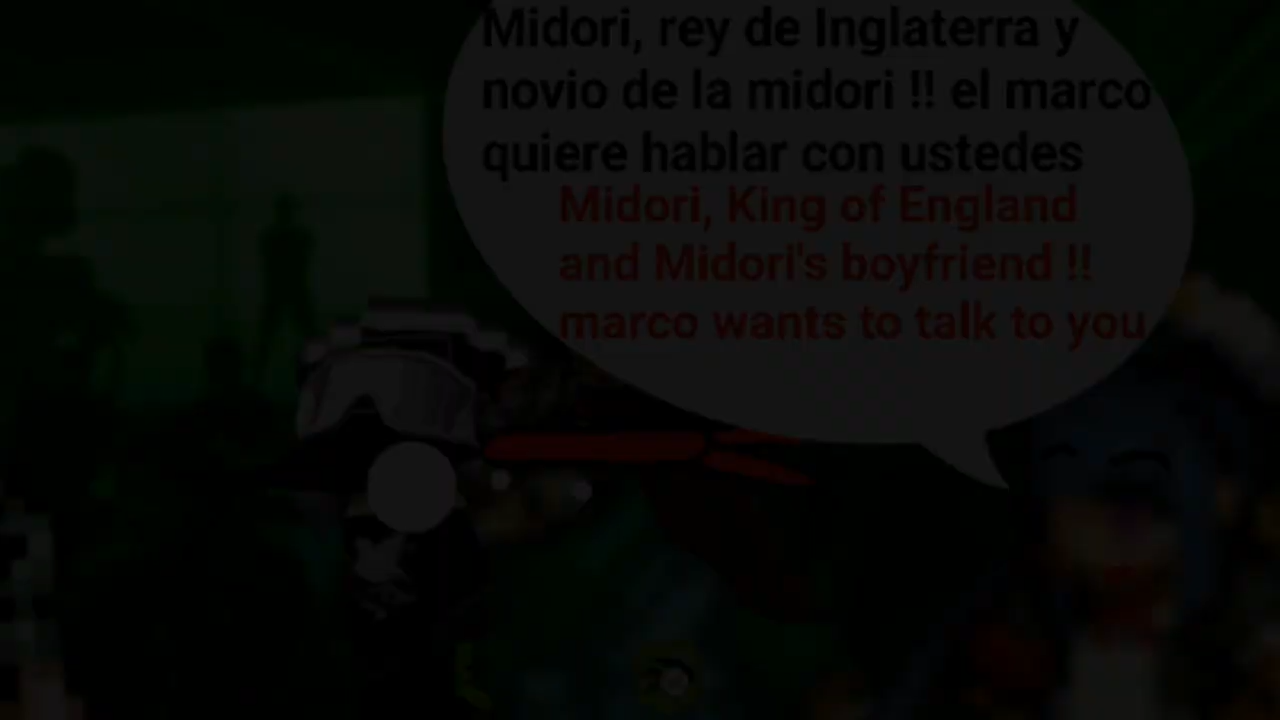 Midori, rey de Inglaterra y
novio de la midori !! el marco
quiere hablar con ustedes
Midori, King of England
and Midori's boyfriend !!
marco wants to talk to you